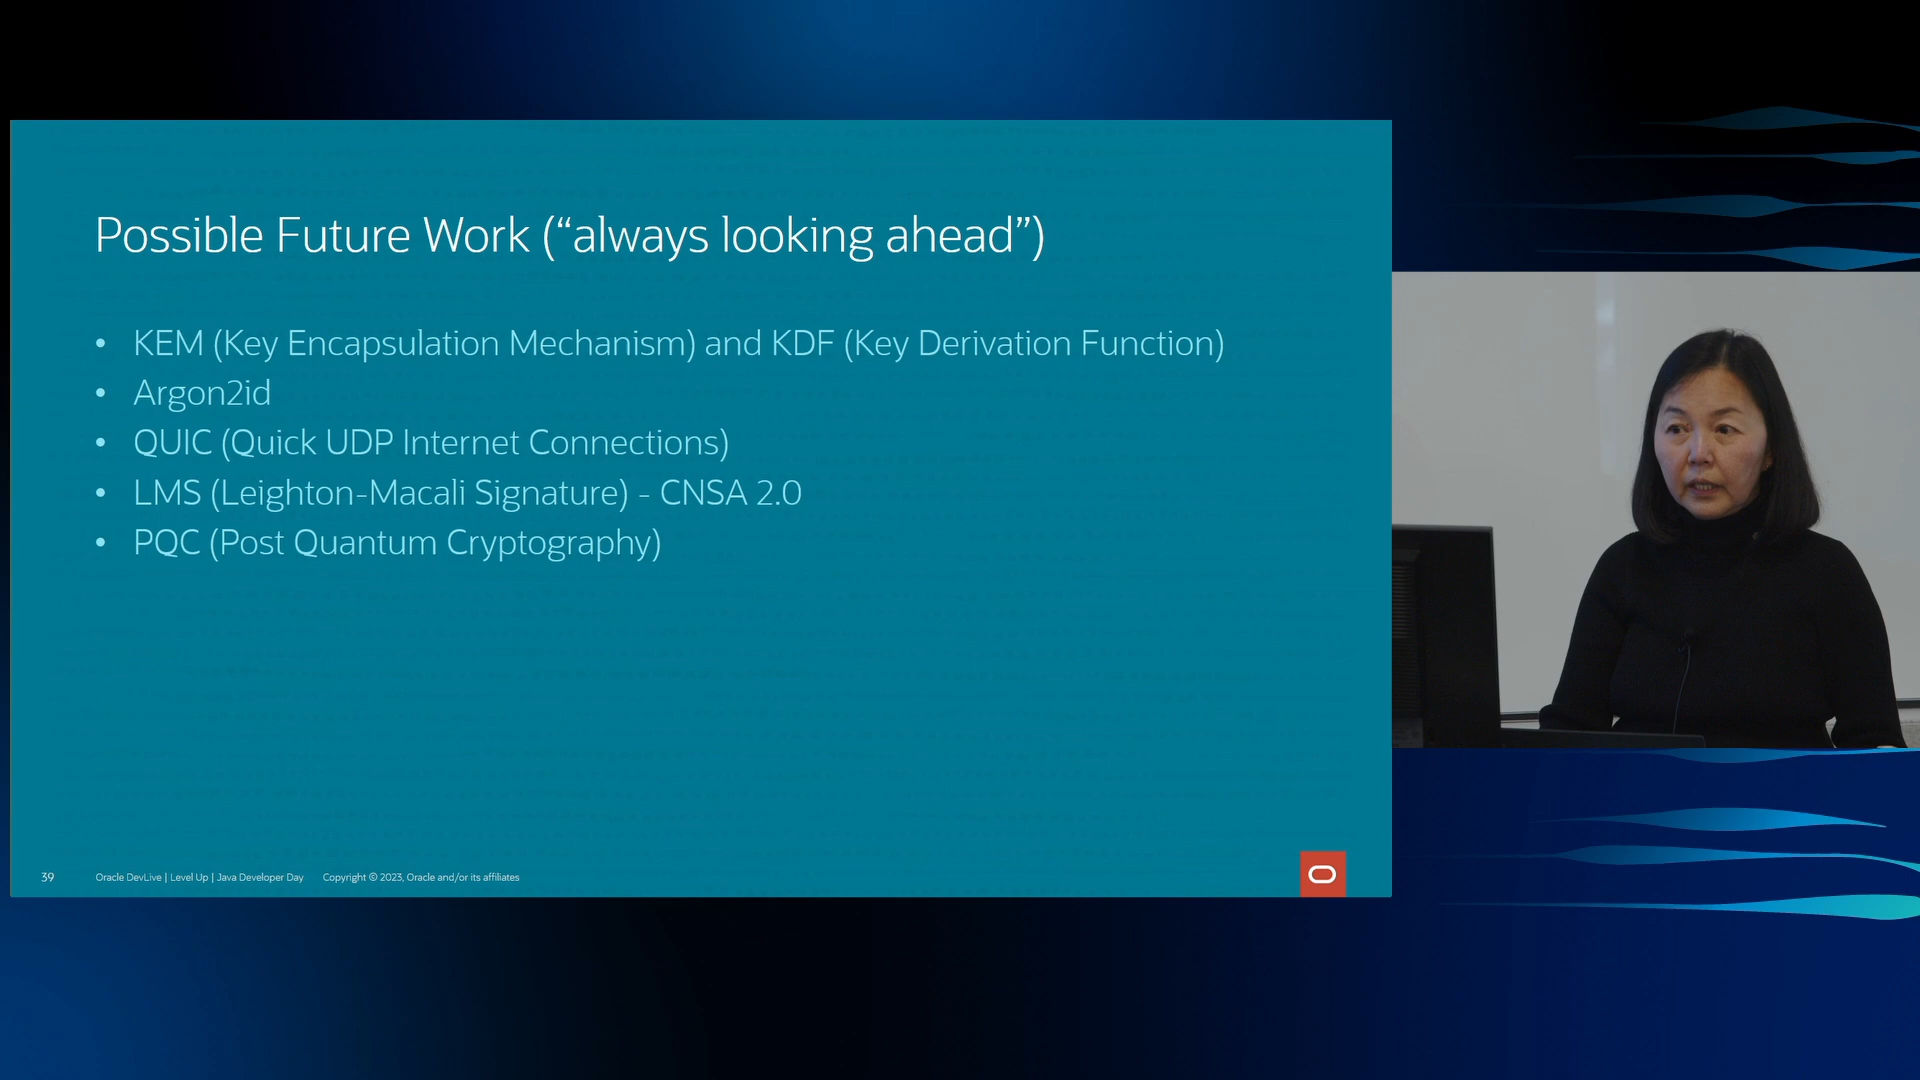 Possible Future Work (“always looking ahead”)
• KEM (Key Encapsulation Mechanism) and KDF (Key Derivation Function)
• Argon2id
• QUIC (Quick UDP Internet Connections)
• LMS (Leighton-Macali Signature) - CNSA 2.0
• PQC (Post Quantum Cryptography)
39 Oracle DevLive | Level Up | Java Developer Day Copyright © 2023, Oracle and/or its affiliates